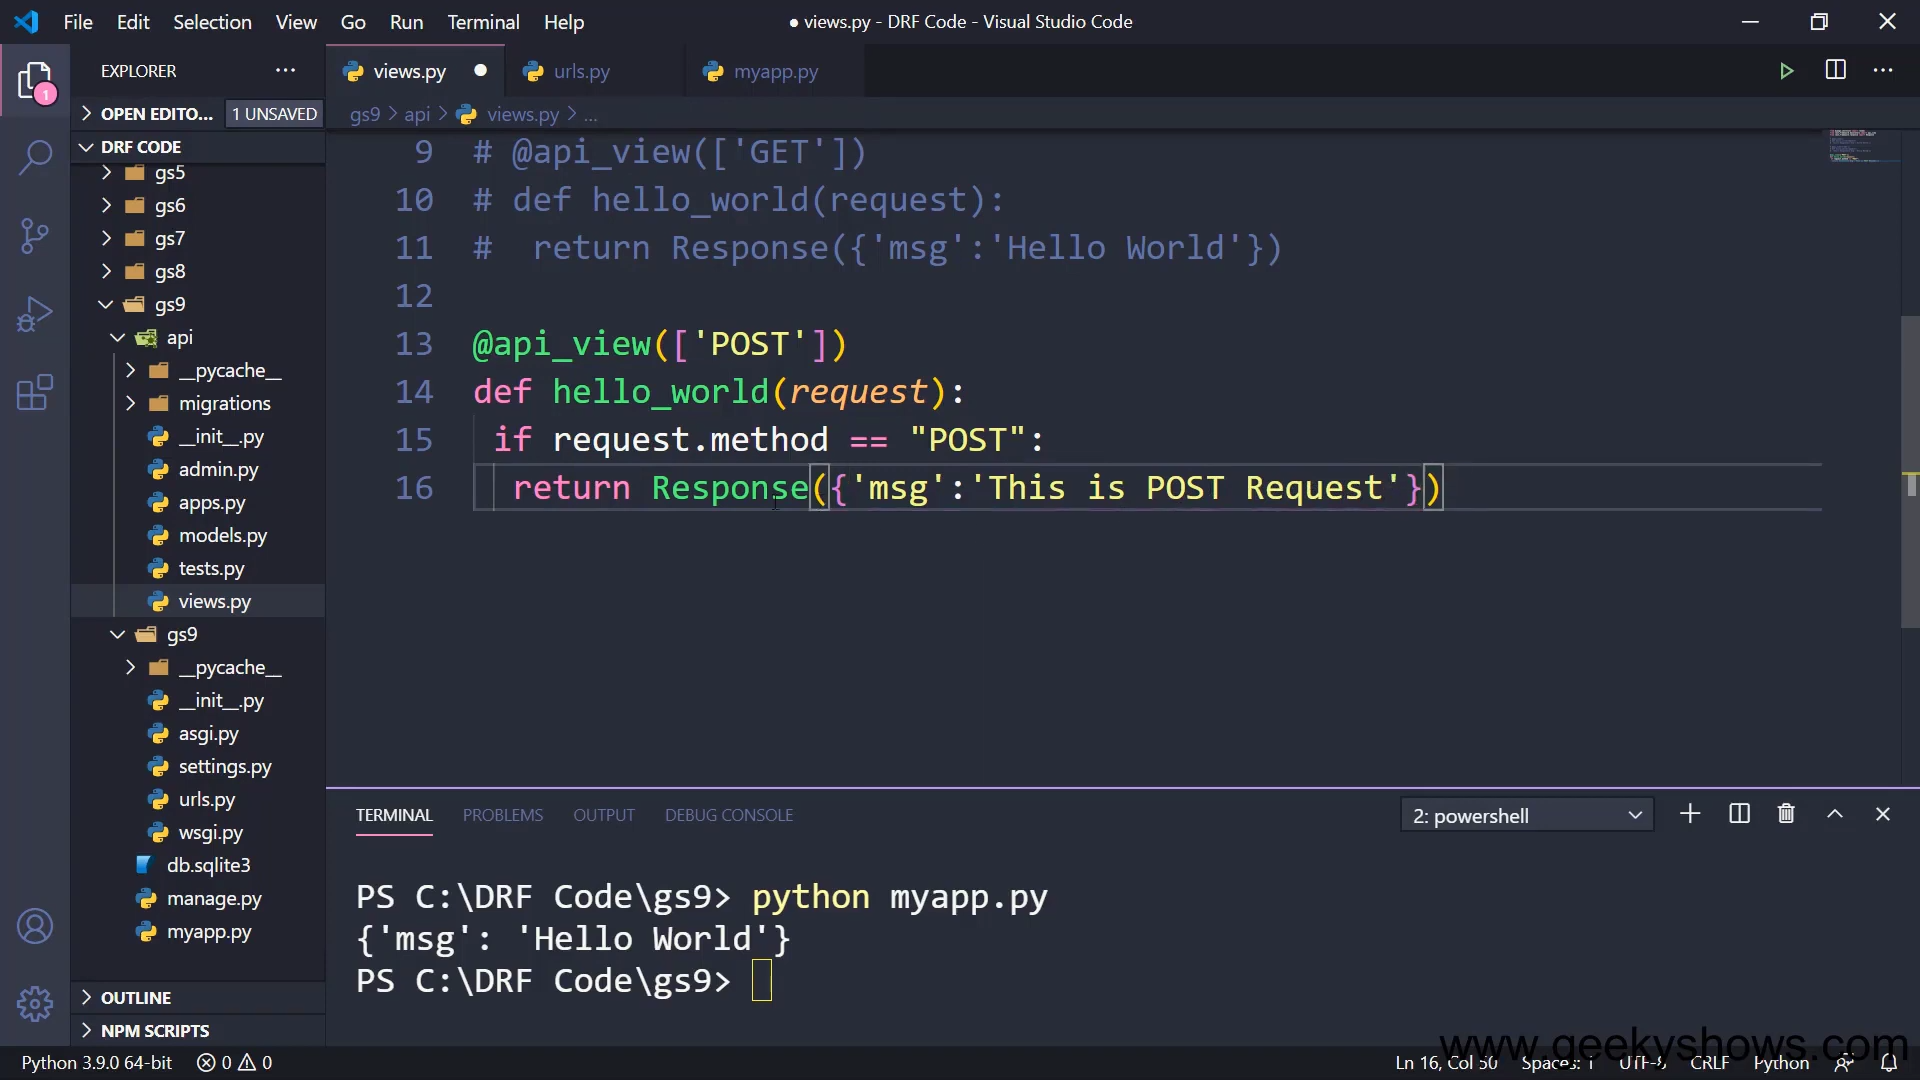 File Edit Selection View Go Run Terminal Help
● views.py - DRF Code - Visual Studio Code
EXPLORER
views.py
urls.py
myapp.py
1
OPEN EDITO... 1 UNSAVED
gs9 > api > views.py > ...
DRF CODE
gs5
gs6
gs7
gs8
gs9
api
__pycache__
migrations
__init__.py
admin.py
apps.py
models.py
tests.py
views.py
gs9
__pycache__
__init__.py
asgi.py
settings.py
urls.py
wsgi.py
db.sqlite3
manage.py
myapp.py
OUTLINE
NPM SCRIPTS
9 # @api_view(['GET'])
10 # def hello_world(request):
11 #  return Response({'msg':'Hello World'})
12
13 @api_view(['POST'])
14 def hello_world(request):
15  if request.method == "POST":
16   return Response({'msg':'This is POST Request'})
TERMINAL PROBLEMS OUTPUT DEBUG CONSOLE
2: powershell
PS C:\DRF Code\gs9> python myapp.py
{'msg': 'Hello World'}
PS C:\DRF Code\gs9>
www.geekyshows.com
Python 3.9.0 64-bit 0 0
Ln 16, Col 50 Spaces: 1 UTF-8 CRLF Python